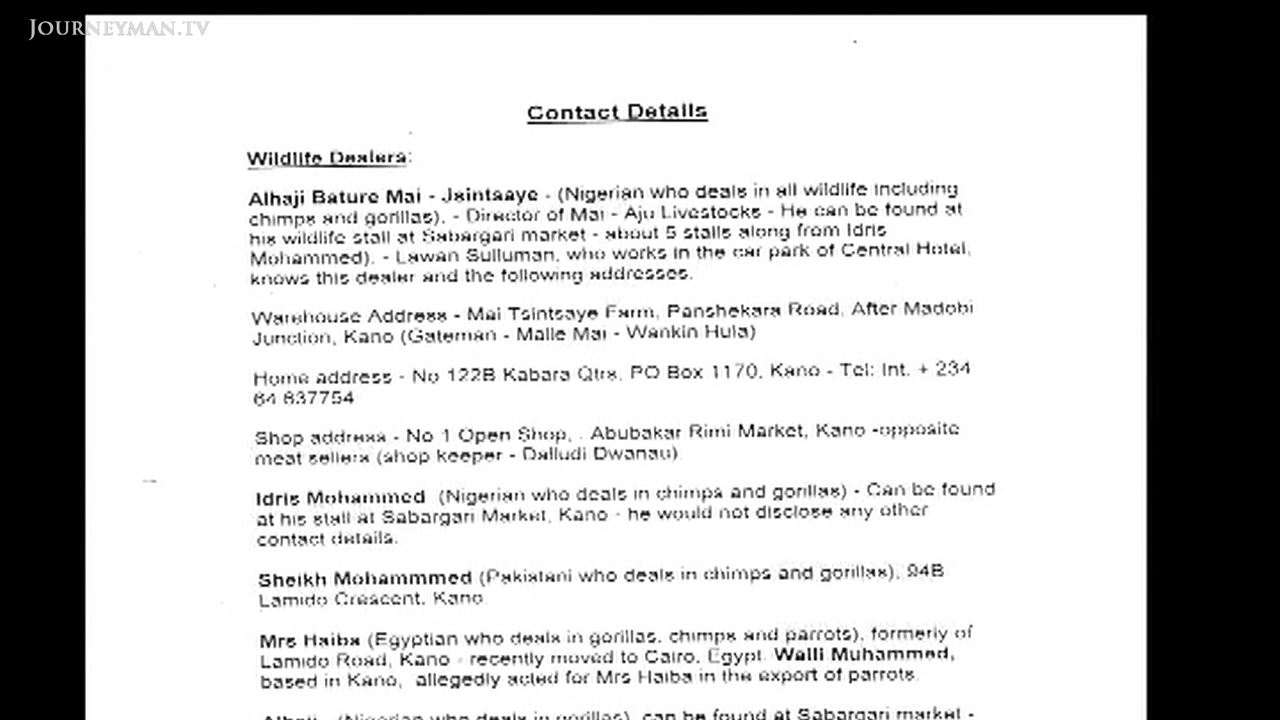 JOURNEYMAN.TV
Contact Details
Wildlife Dealers:
Alhaji Bature Mai - Jsintsaaye - (Nigerian who deals in all wildlife including
chimps and gorillas). - Director of Mai - Aju Livestocks - He can be found at
his wildlife stall at Sabargari market - about 5 stalls along from Idris
Mohammed). - Lawan Sulluman, who works in the car park of Central Hotel,
knows this dealer and the following addresses.
Warehouse Address - Mai Tsintsaye Farm, Panshekara Road, After Madobi
Junction, Kano (Gateman - Malle Mai - Wankin Hula)
Home address - No 122B Kabara Qtrs, PO Box 1170, Kano - Tel: Int. + 234
64 637754
Shop address - No 1 Open Shop, . Abubakar Rimi Market, Kano -opposite
meat sellers (shop keeper - Dalludi Dwanau)
Idris Mohammed (Nigerian who deals in chimps and gorillas) - Can be found
at his stall at Sabargari Market, Kano - he would not disclose any other
contact details.
Sheikh Mohammmed (Pakistani who deals in chimps and gorillas), 94B
Lamido Crescent, Kano
Mrs Haiba (Egyptian who deals in gorillas, chimps and parrots), formerly of
Lamido Road, Kano - recently moved to Cairo, Egypt. Walli Muhammed,
based in Kano, allegedly acted for Mrs Haiba in the export of parrots.
Alhaji - (Nigerian who deals in gorillas), can be found at Sabargari market -